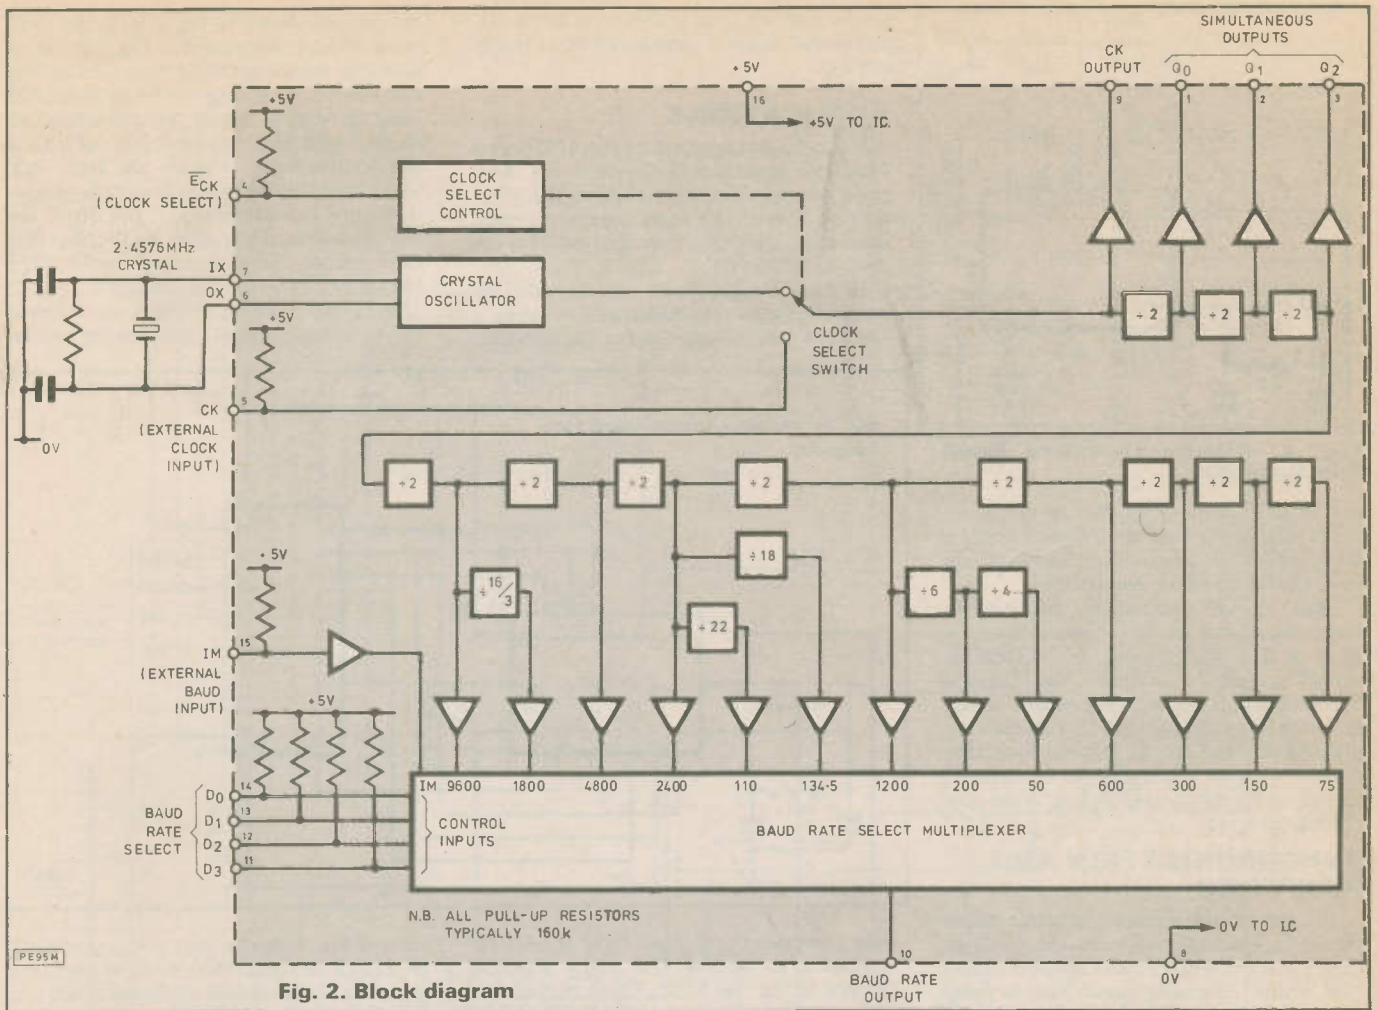 SIMULTANEOUS
OUTPUTS
CK
OUTPUT
Q0
Q1
Q2
9
1
2
3
+5V
16
+5V TO I.C.
+5V
ECK
4
(CLOCK SELECT)
CLOCK
SELECT
CONTROL
2·4576MHz
CRYSTAL
IX
7
OX
6
CRYSTAL
OSCILLATOR
÷2
÷2
÷2
+5V
CLOCK
SELECT
SWITCH
CK
5
(EXTERNAL
CLOCK
INPUT)
0V
÷2
÷2
÷2
÷2
÷2
÷2
÷2
÷2
÷18
+5V
÷16/3
÷6
÷4
÷22
IM
15
(EXTERNAL
BAUD
INPUT)
+5V
IM 9600 1800 4800 2400 110 134·5 1200 200 50 600 300 150 75
BAUD
RATE
SELECT
D0
14
D1
13
D2
12
D3
11
CONTROL
INPUTS
BAUD RATE SELECT MULTIPLEXER
N.B. ALL PULL-UP RESISTORS
TYPICALLY 160k
0V TO I.C
PE95M
10
8
BAUD RATE
OUTPUT
0V
Fig. 2. Block diagram